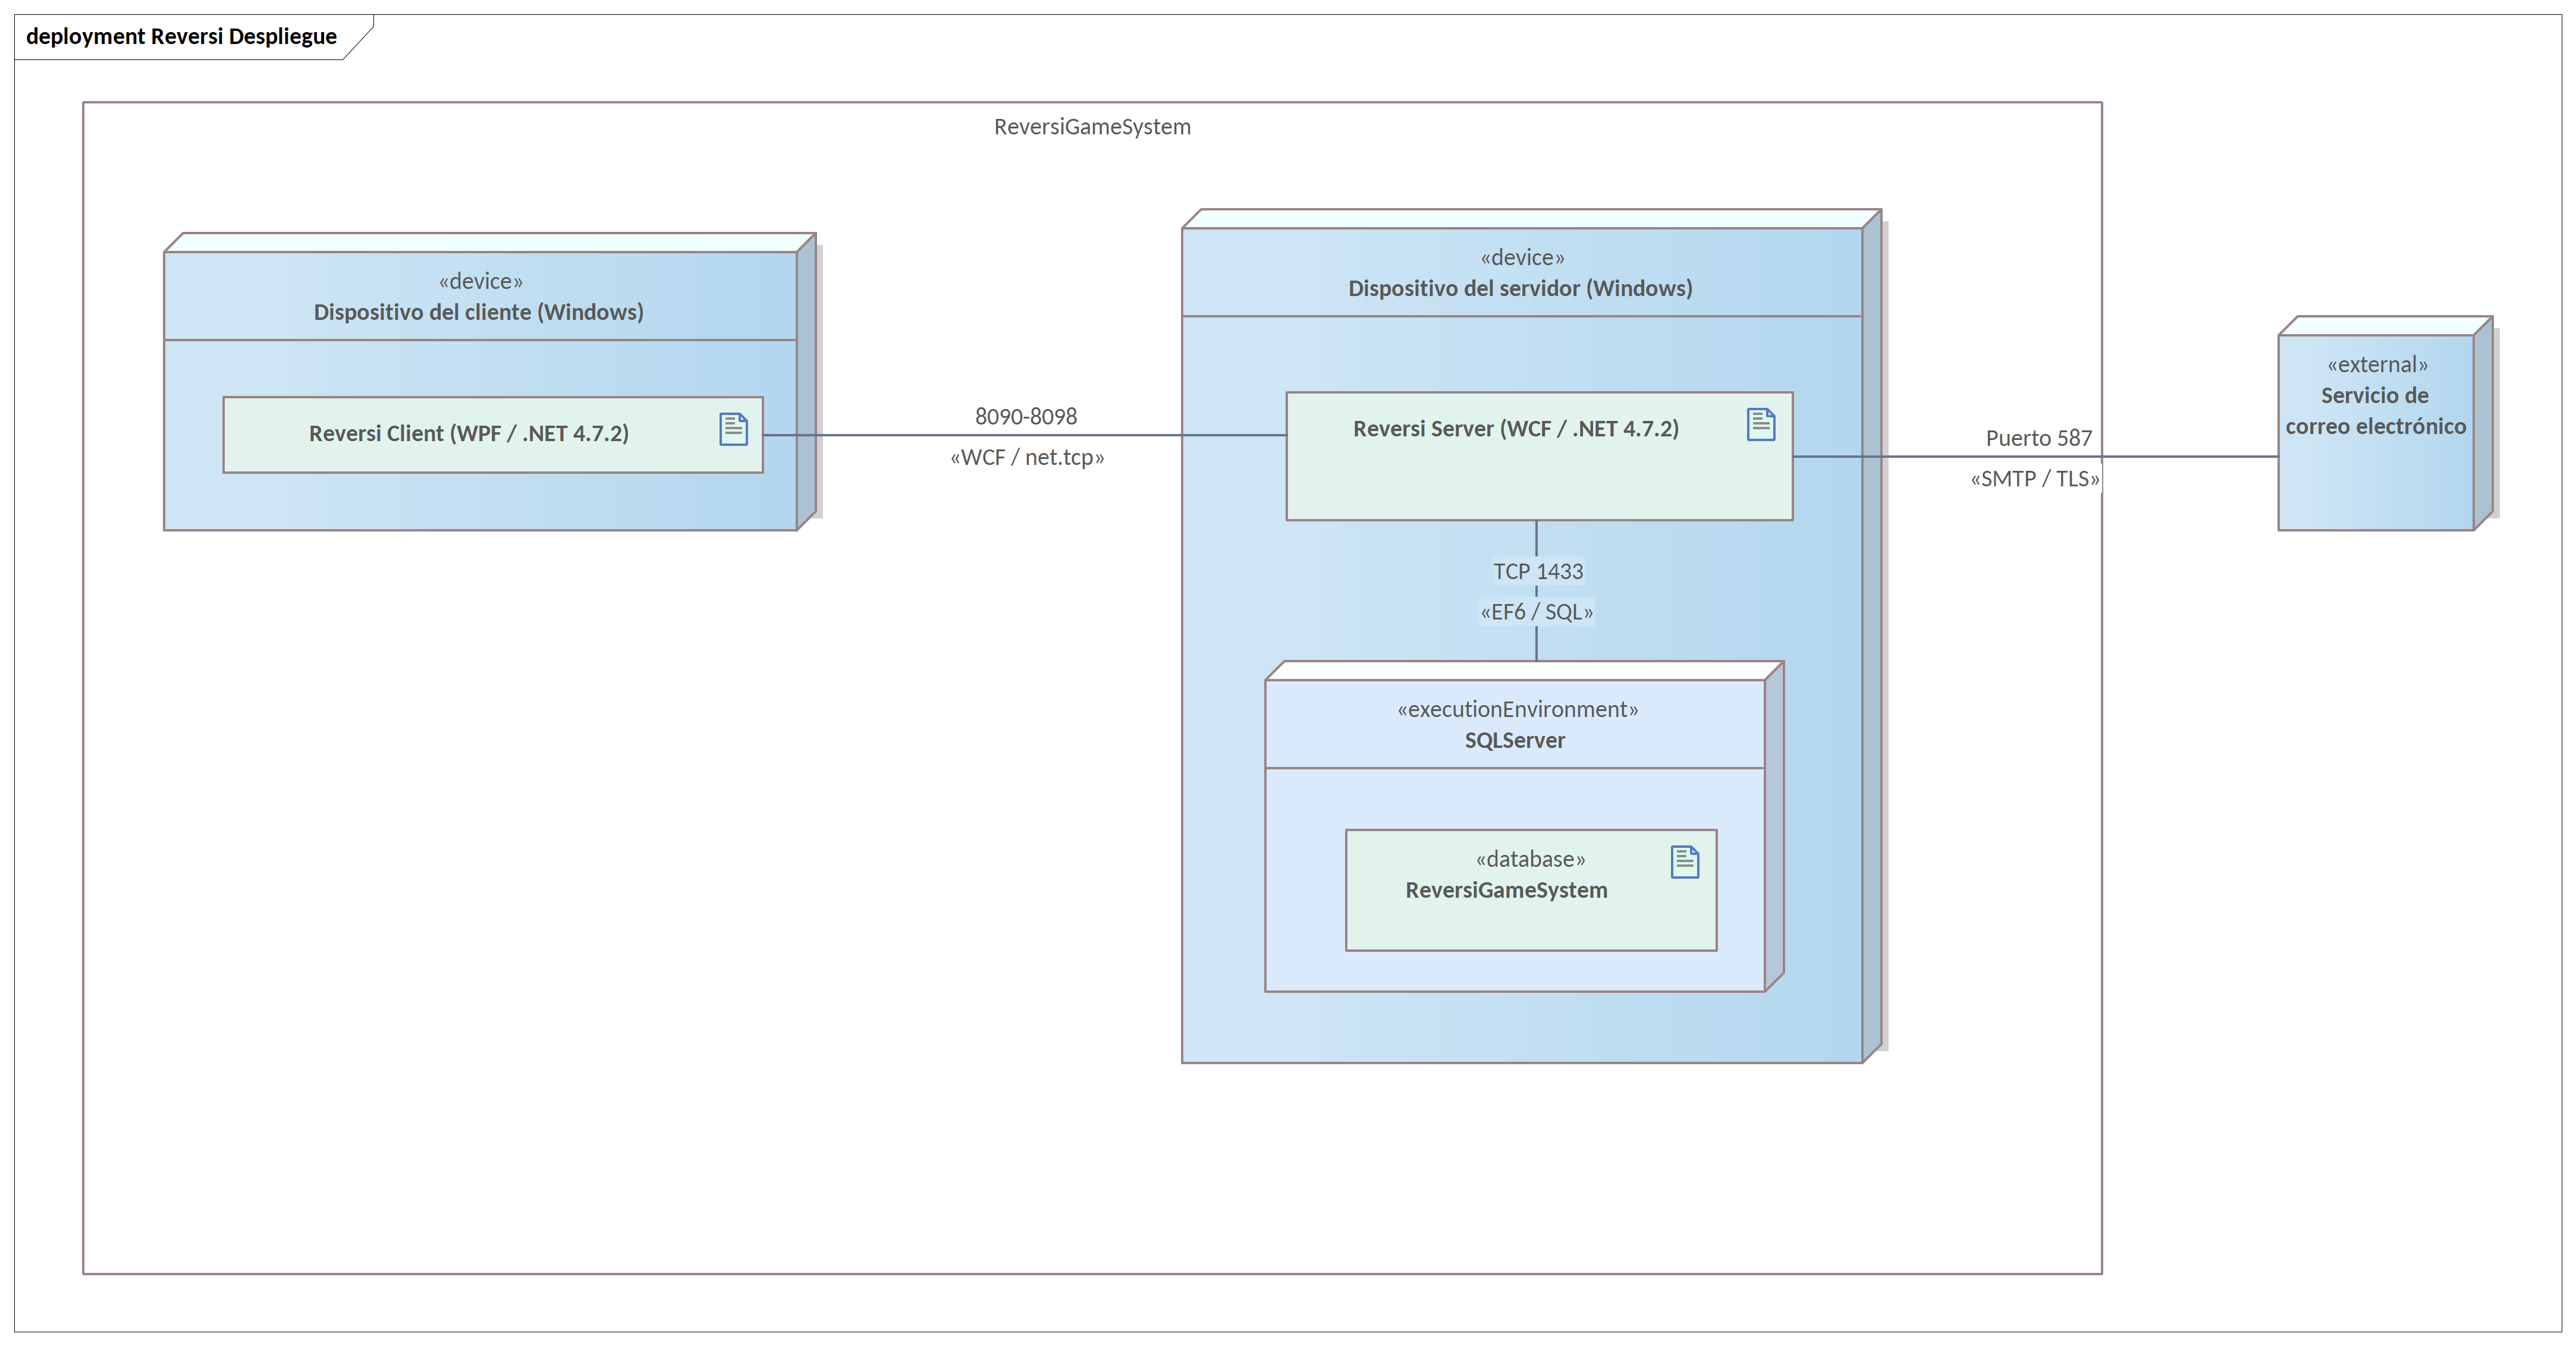 deployment Reversi Despliegue
ReversiGameSystem
«device»
Dispositivo del cliente (Windows)
Reversi Client (WPF / .NET 4.7.2)
8090-8098
«WCF / net.tcp»
«device»
Dispositivo del servidor (Windows)
Reversi Server (WCF / .NET 4.7.2)
TCP 1433
«EF6 / SQL»
«executionEnvironment»
SQLServer
«database»
ReversiGameSystem
Puerto 587
«SMTP / TLS»
«external»
Servicio de
correo electrónico